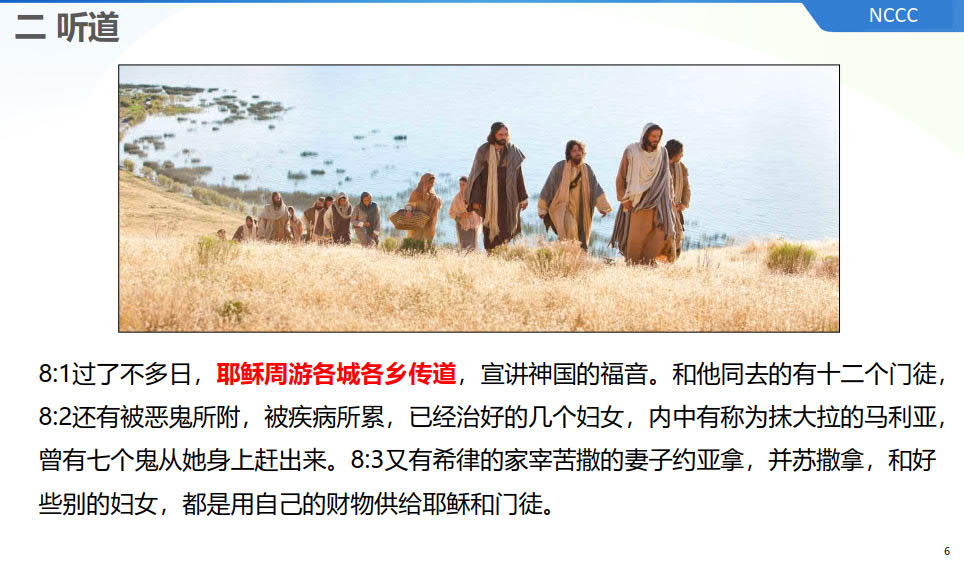 二 听道
NCCC
8:1过了不多日，耶稣周游各城各乡传道，宣讲神国的福音。和他同去的有十二个门徒，
8:2还有被恶鬼所附，被疾病所累，已经治好的几个妇女，内中有称为抹大拉的马利亚，
曾有七个鬼从她身上赶出来。8:3又有希律的家宰苦撒的妻子约亚拿，并苏撒拿，和好
些别的妇女，都是用自己的财物供给耶稣和门徒。
6